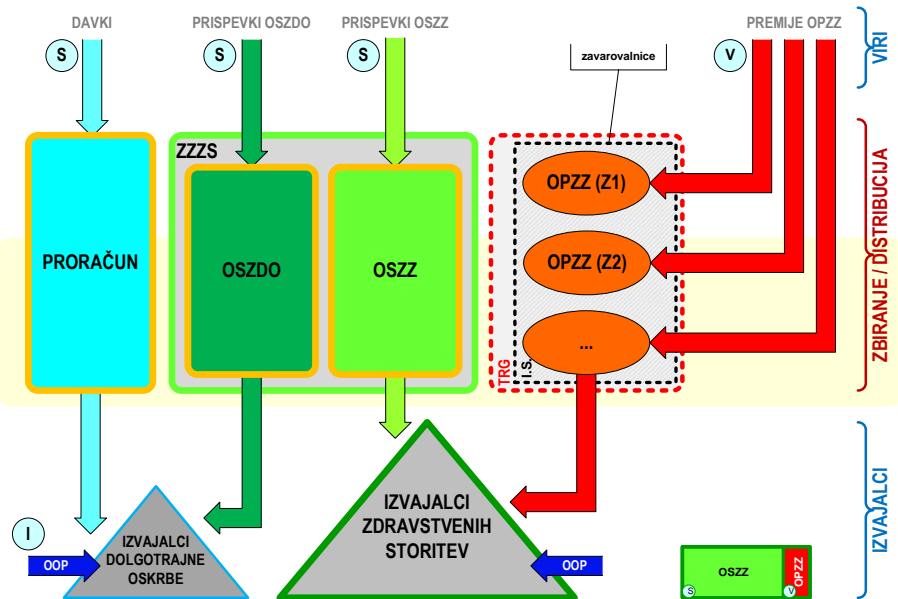 DAVKI
PRISPEVKI OSZDO
PRISPEVKI OSZZ
PREMIJE OPZZ
S
S
S
V
zavarovalnice
VIRI
ZZZS
PRORAČUN
OSZDO
OSZZ
OPZZ (Z1)
OPZZ (Z2)
...
TRG
I.S.
ZBIRANJE / DISTRIBUCIJA
I
OOP
IZVAJALCI
DOLGOTRAJNE
OSKRBE
IZVAJALCI
ZDRAVSTVENIH
STORITEV
OOP
OSZZ
S
OPZZ
V
IZVAJALCI